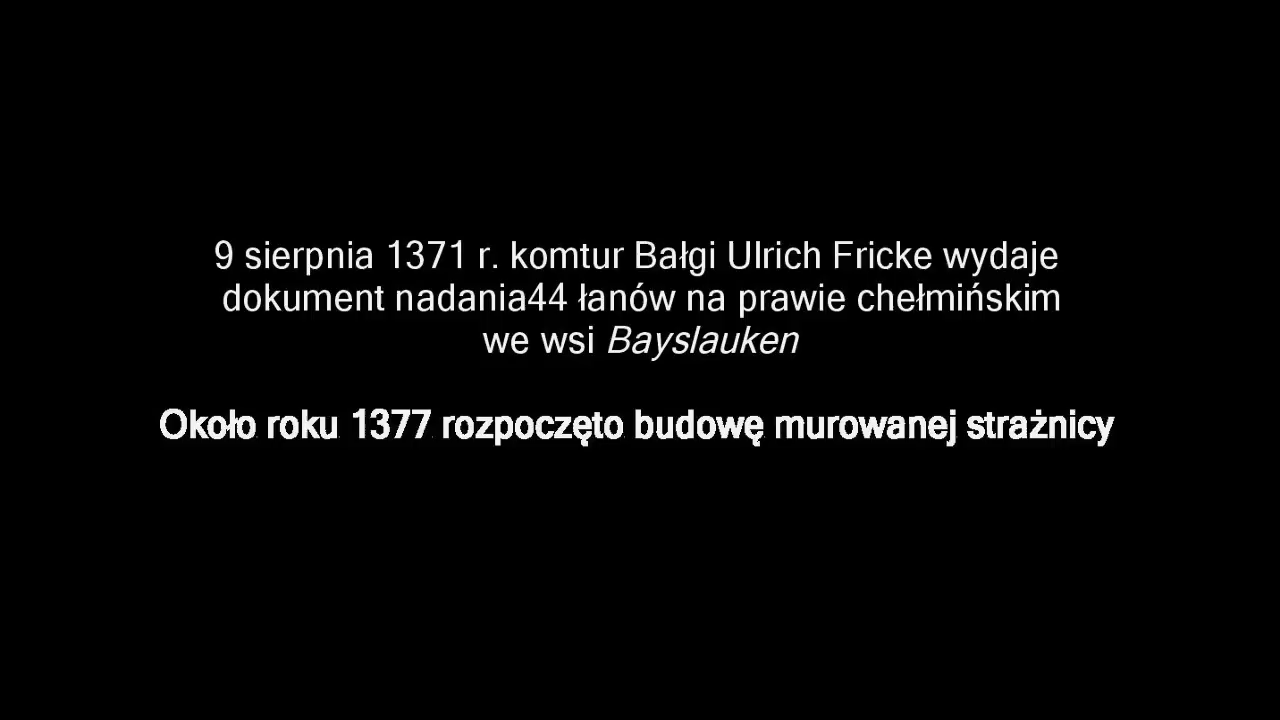 9 sierpnia 1371 r. komtur Bałgi Ulrich Fricke wydaje
dokument nadania44 łanów na prawie chełmińskim
we wsi Bayslauken
Około roku 1377 rozpoczęto budowę murowanej strażnicy